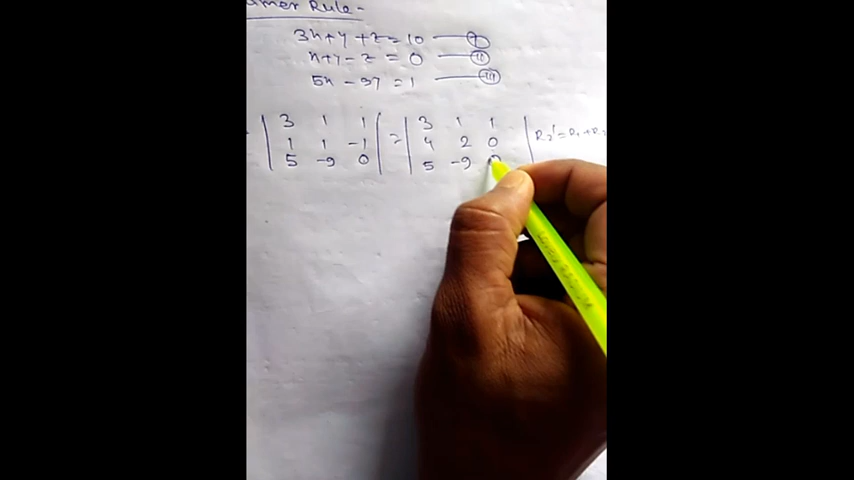 Rule-
3x+y+z=10 — (I)
x+y-z=0 — (II)
5x-9y=1 — (III)
| 3 1 1 | = | 3 1 1 | R2'=R1+R2
| 1 1 -1 | | 4 2 0 |
| 5 -9 0 | | 5 -9 0 |